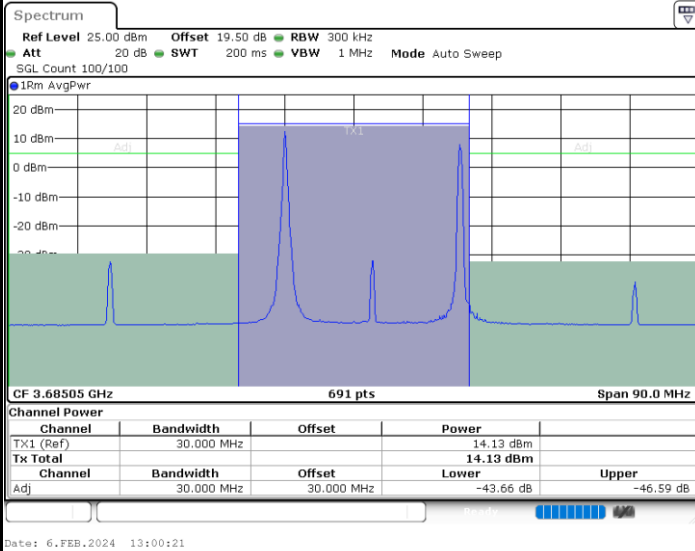 Spectrum
Ref Level 25.00 dBm Offset 19.50 dB RBW 300 kHz
Att 20 dB SWT 200 ms VBW 1 MHz Mode Auto Sweep
SGL Count 100/100
1Rm AvgPwr
20 dBm
TX1
10 dBm
Adj Adj
0 dBm
-10 dBm
-20 dBm
CF 3.68505 GHz 691 pts Span 90.0 MHz
Channel Power
Channel Bandwidth Offset Power
TX1 (Ref) 30.000 MHz 14.13 dBm
Tx Total 14.13 dBm
Channel Bandwidth Offset Lower Upper
Adj 30.000 MHz 30.000 MHz -43.66 dB -46.59 dB
Ready
Date: 6.FEB.2024 13:00:21